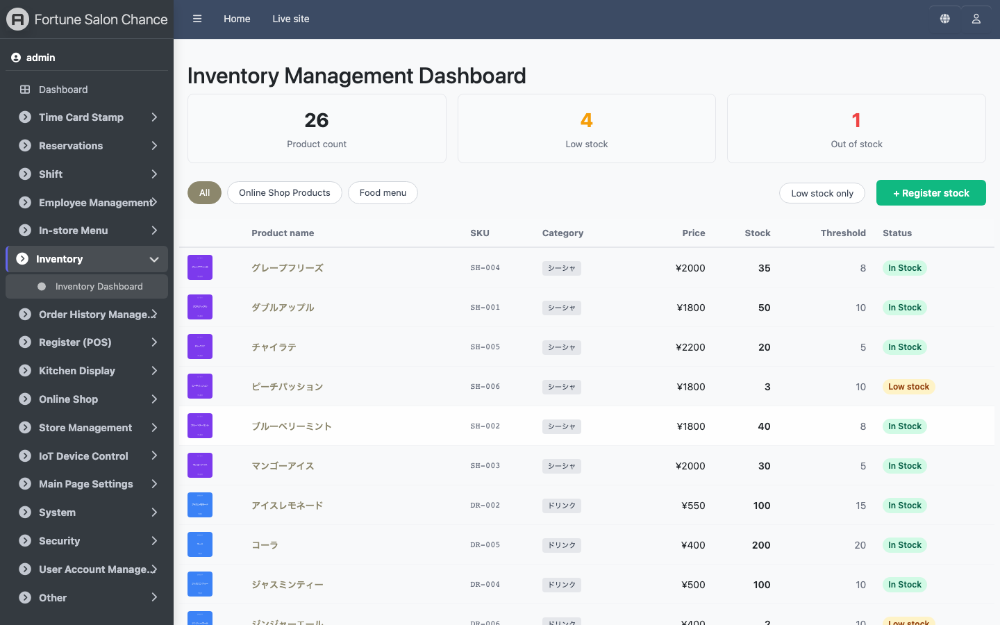 Fortune Salon Chance
Home
Live site
admin
Dashboard
Time Card Stamp
Reservations
Shift
Employee Management
In-store Menu
Inventory
Inventory Dashboard
Order History Manage...
Register (POS)
Kitchen Display
Online Shop
Store Management
IoT Device Control
Main Page Settings
System
Security
User Account Manage...
Other
Inventory Management Dashboard
26
Product count
4
Low stock
1
Out of stock
All
Online Shop Products
Food menu
Low stock only
+ Register stock
Product name SKU Category Price Stock Threshold Status
グレープフリーズ SH-004 シーシャ ¥2000 35 8 In Stock
ダブルアップル SH-001 シーシャ ¥1800 50 10 In Stock
チャイラテ SH-005 シーシャ ¥2200 20 5 In Stock
ピーチパッション SH-006 シーシャ ¥1800 3 10 Low stock
ブルーベリーミント SH-002 シーシャ ¥1800 40 8 In Stock
マンゴーアイス SH-003 シーシャ ¥2000 30 5 In Stock
アイスレモネード DR-002 ドリンク ¥550 100 15 In Stock
コーラ DR-005 ドリンク ¥400 200 20 In Stock
ジャスミンティー DR-004 ドリンク ¥500 100 10 In Stock
ジンジャーエール DR-006 ドリンク ¥400 2 10 Low stock